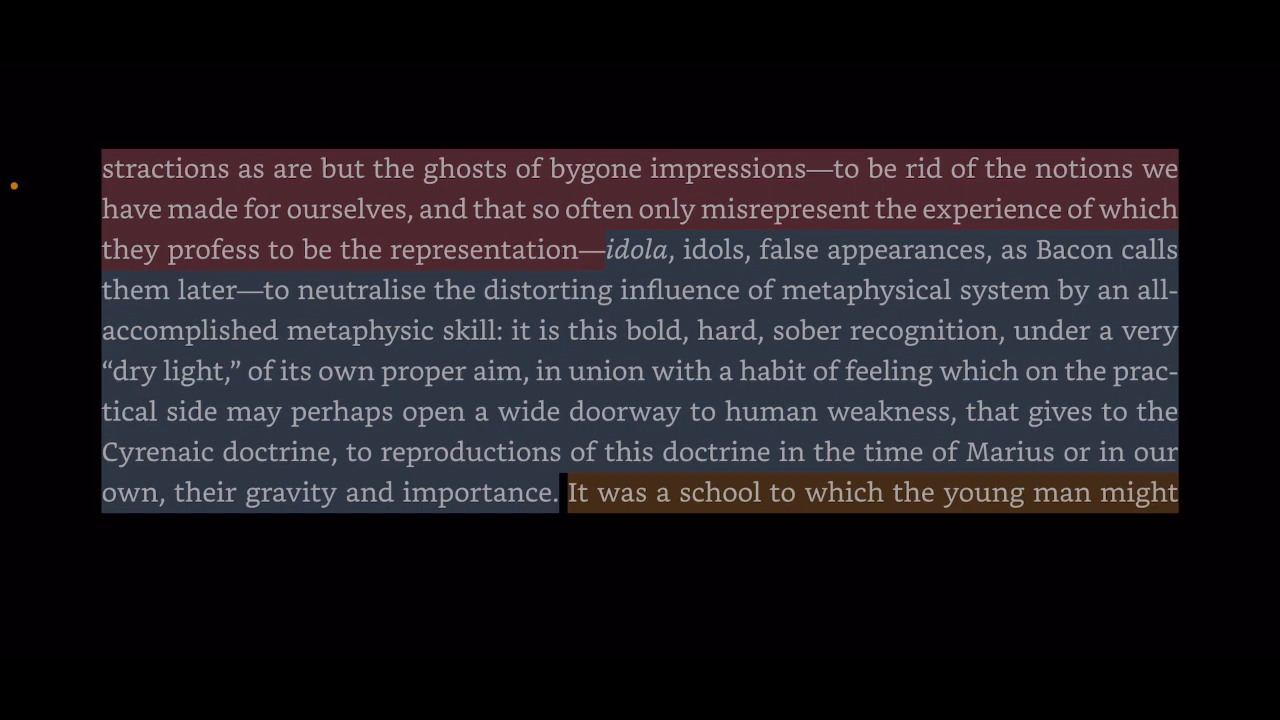 stractions as are but the ghosts of bygone impressions—to be rid of the notions we
have made for ourselves, and that so often only misrepresent the experience of which
they profess to be the representation—idola, idols, false appearances, as Bacon calls
them later—to neutralise the distorting influence of metaphysical system by an all-
accomplished metaphysic skill: it is this bold, hard, sober recognition, under a very
“dry light,” of its own proper aim, in union with a habit of feeling which on the prac-
tical side may perhaps open a wide doorway to human weakness, that gives to the
Cyrenaic doctrine, to reproductions of this doctrine in the time of Marius or in our
own, their gravity and importance. It was a school to which the young man might